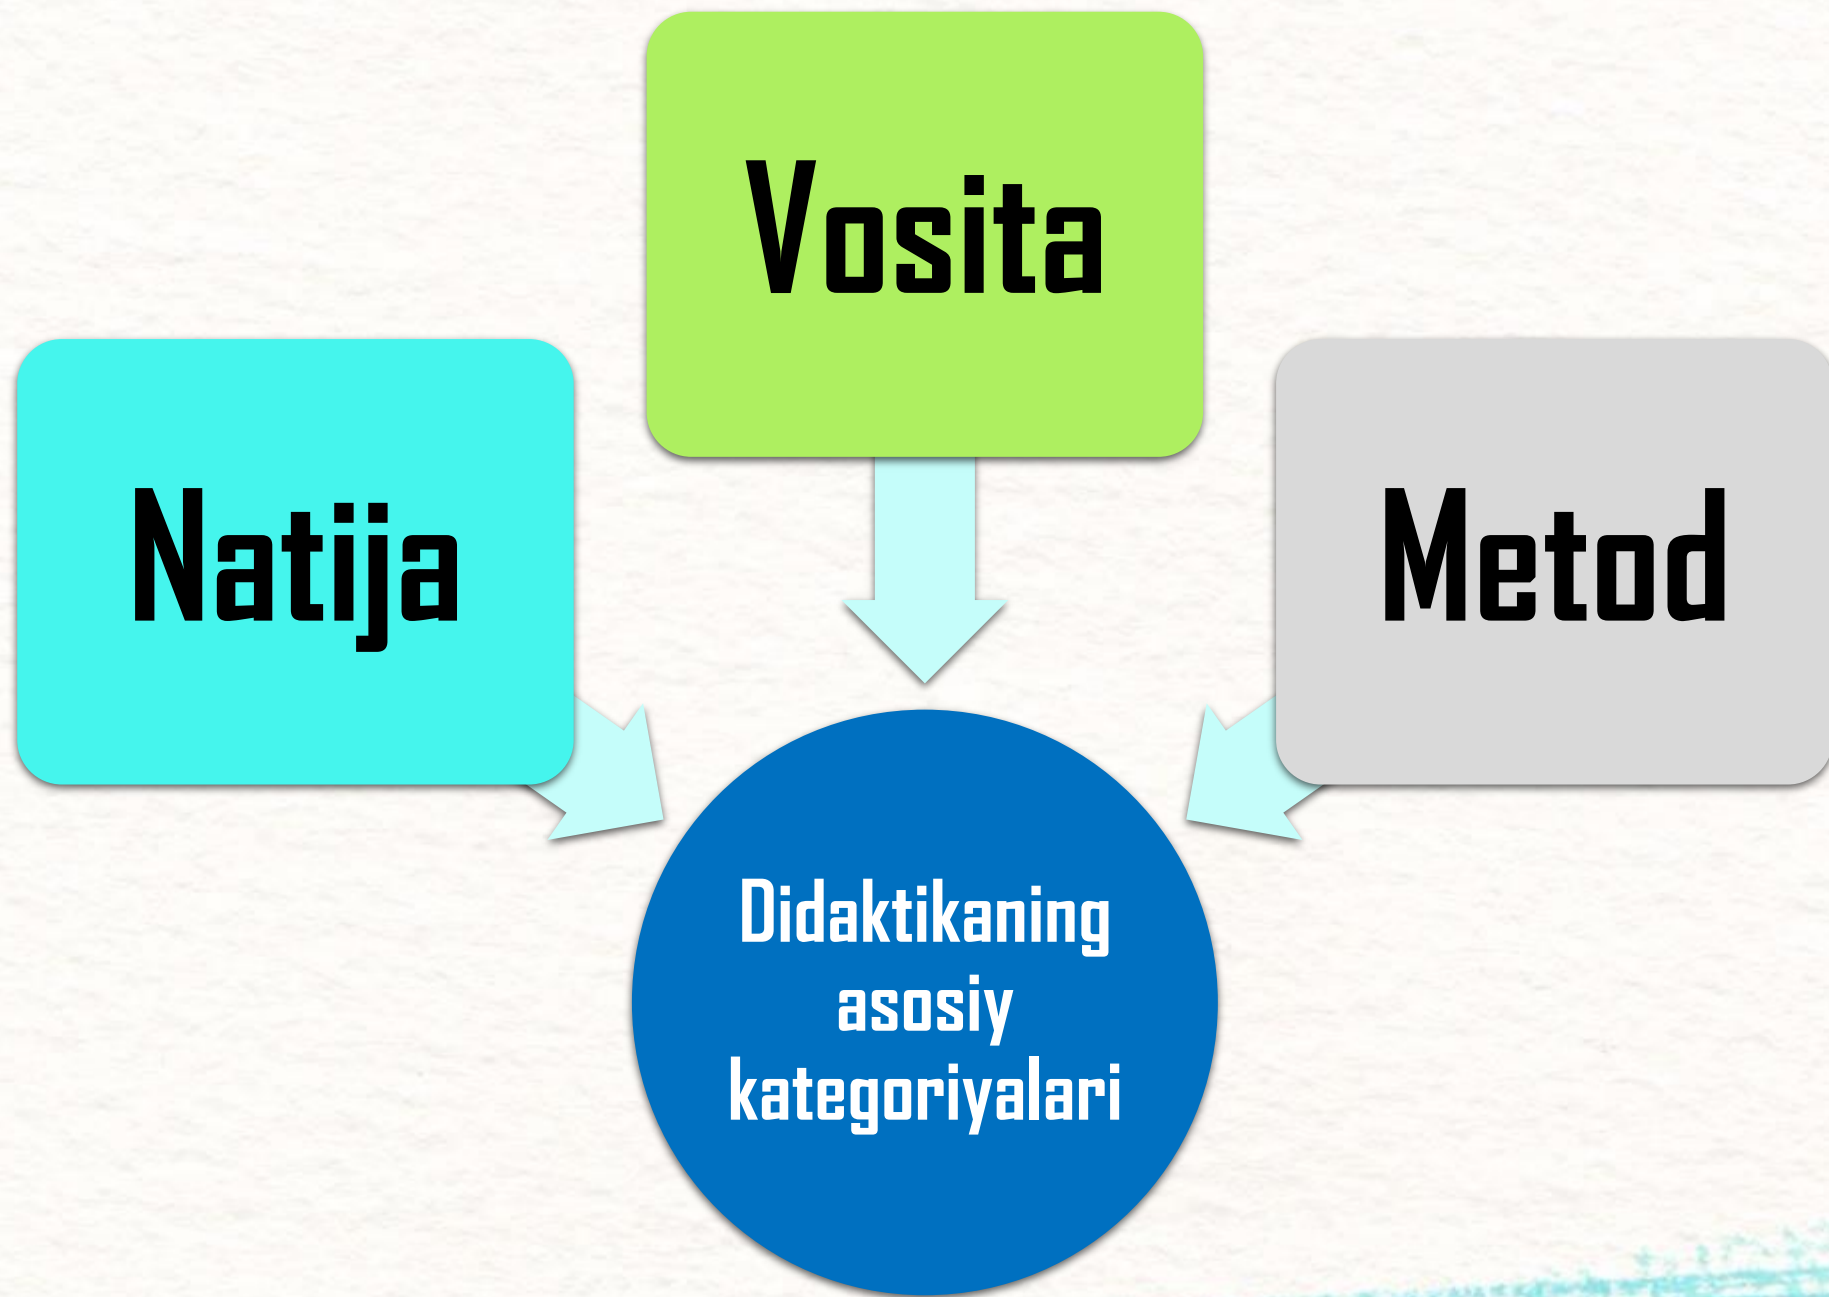 Vosita
Natija
Metod
Didaktikaning
asosiy
kategoriyalari